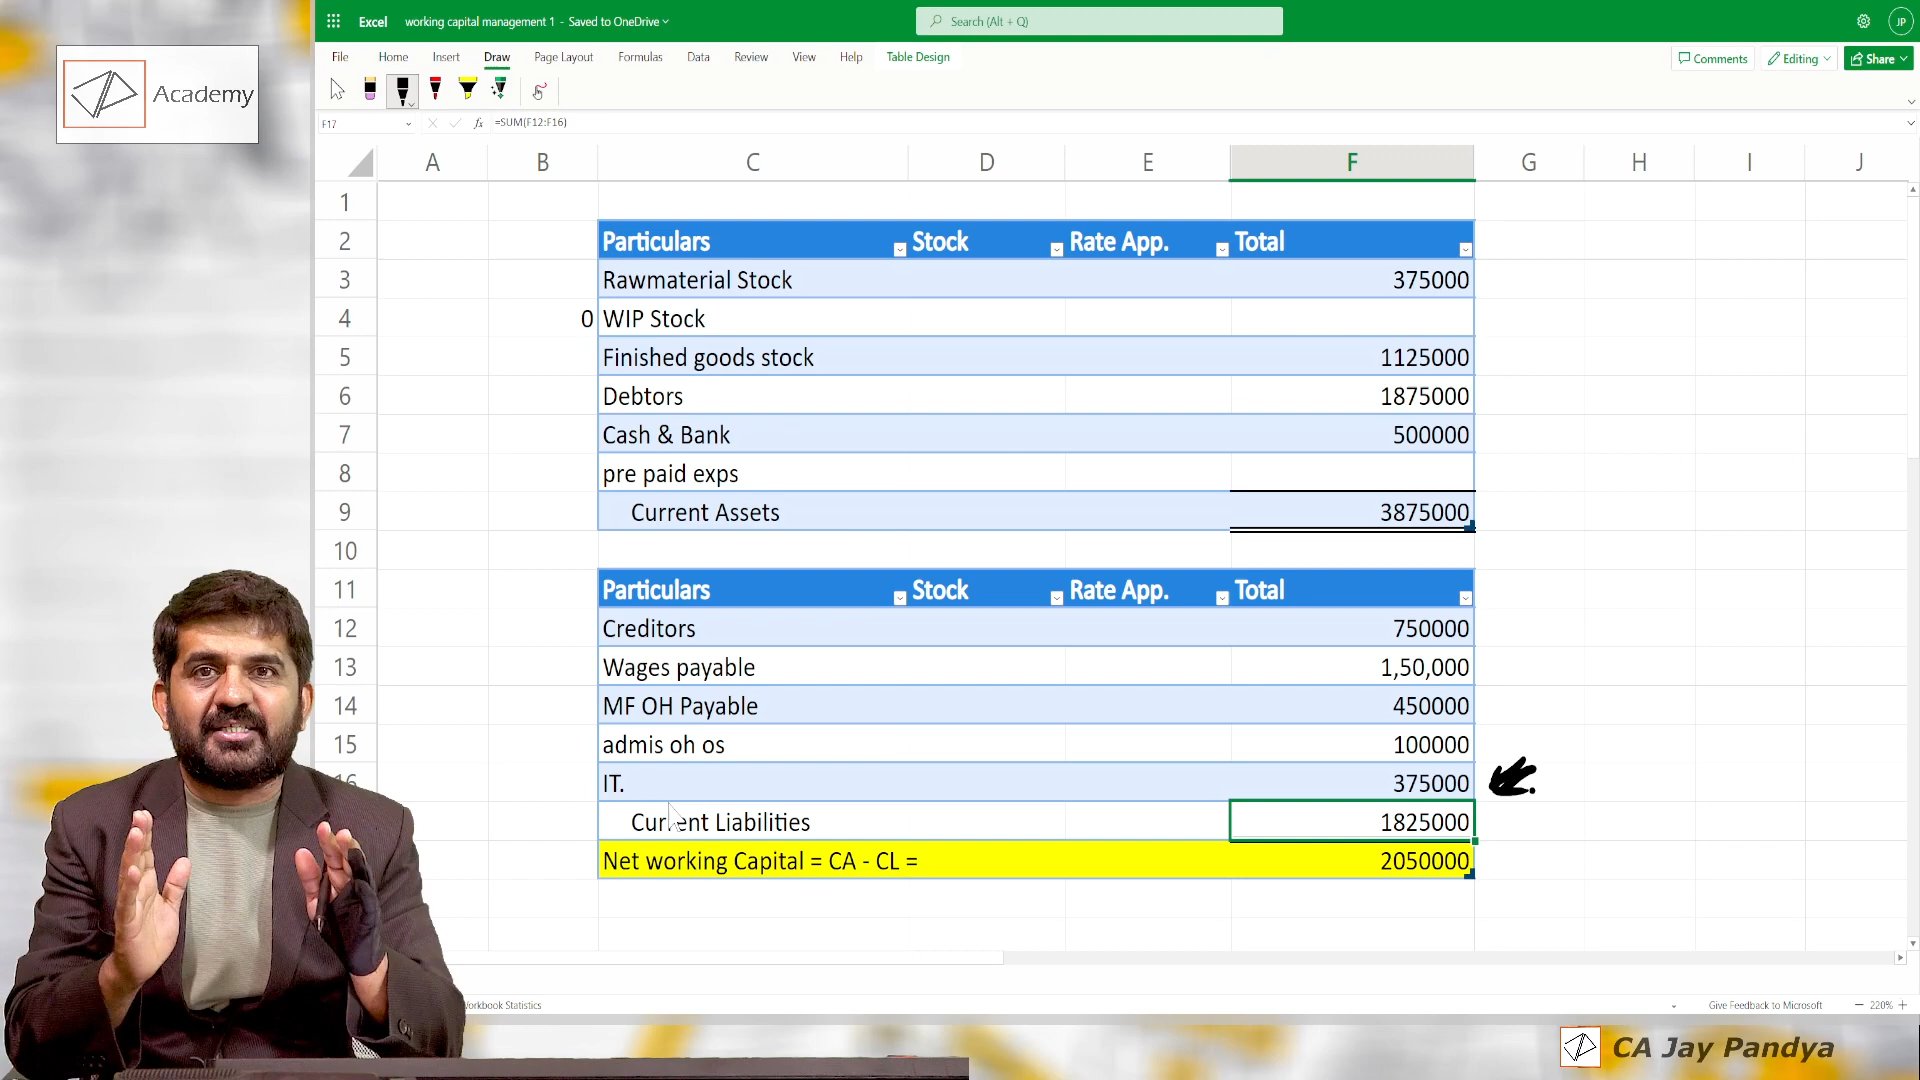 Excel working capital management 1 - Saved to OneDrive
Search (Alt + Q)
JP
File Home Insert Draw Page Layout Formulas Data Review View Help Table Design
Comments Editing Share
Academy
F17 fx =SUM(F12:F16)
A B C D E F G H I J
1
2 Particulars Stock Rate App. Total
3 Rawmaterial Stock 375000
4 0 WIP Stock
5 Finished goods stock 1125000
6 Debtors 1875000
7 Cash & Bank 500000
8 pre paid exps
9 Current Assets 3875000
10
11 Particulars Stock Rate App. Total
12 Creditors 750000
13 Wages payable 1,50,000
14 MF OH Payable 450000
15 admis oh os 100000
16 IT. 375000
Current Liabilities 1825000
Net working Capital = CA - CL = 2050000
Workbook Statistics
Give Feedback to Microsoft
220%
CA Jay Pandya